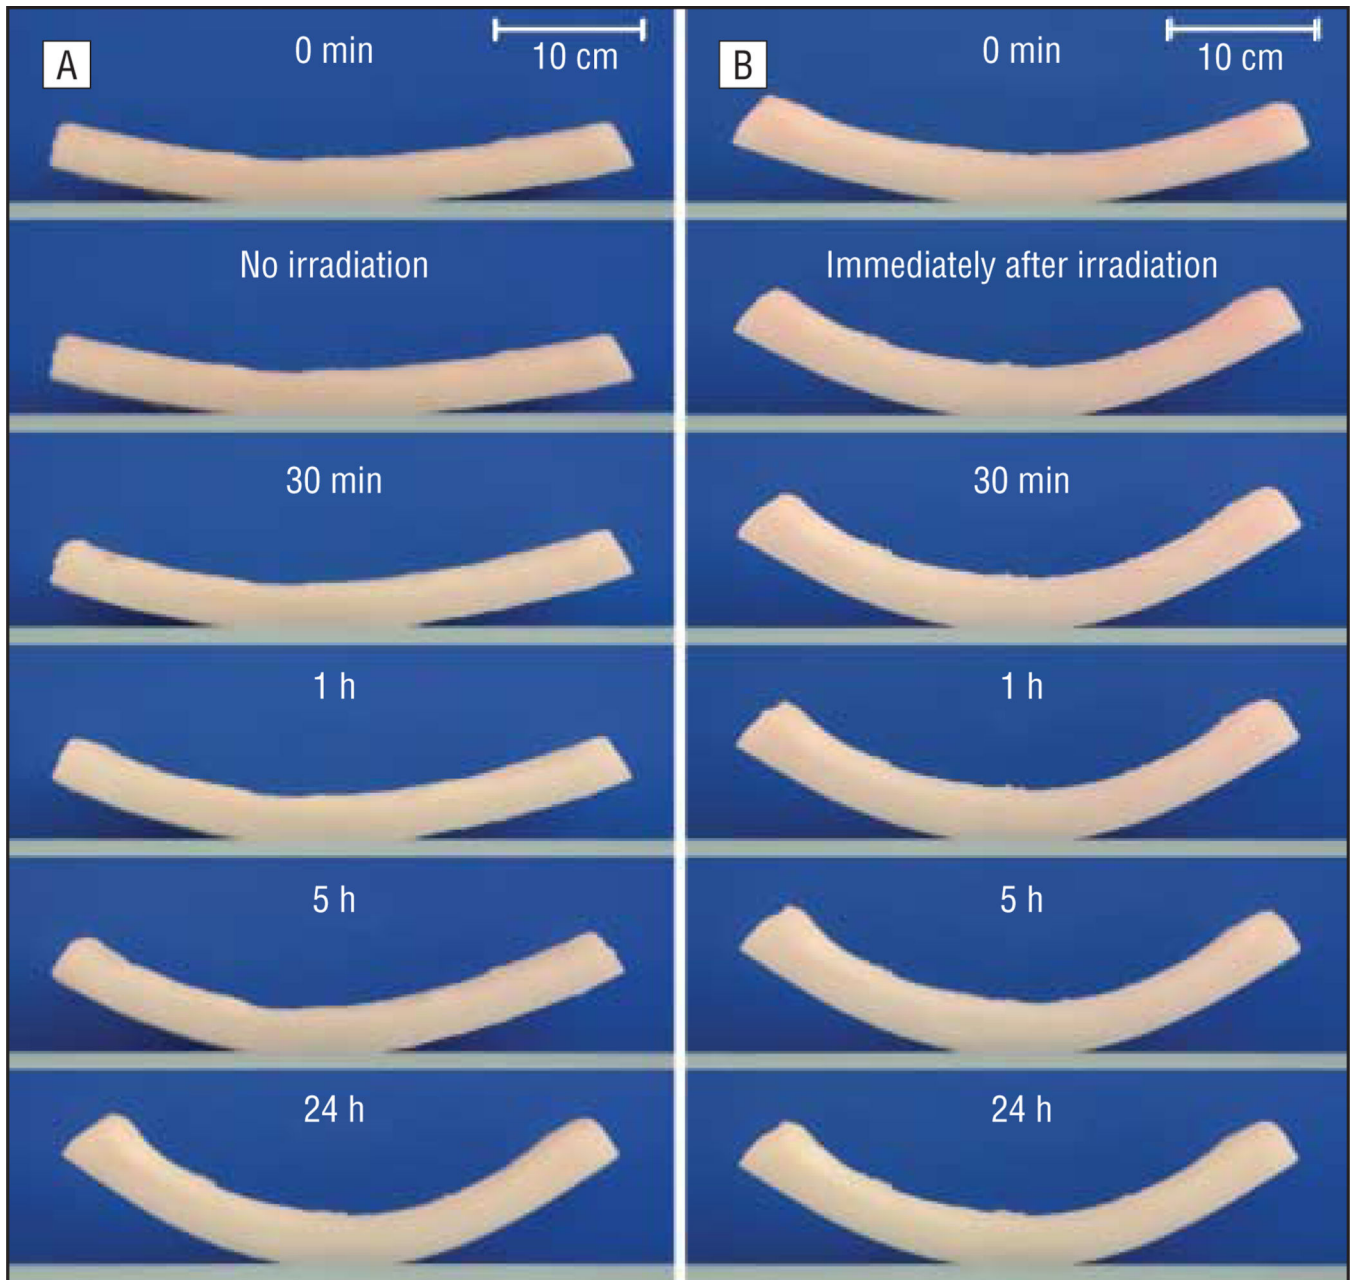 A
0 min
10 cm
No irradiation
30 min
1 h
5 h
24 h
B
0 min
10 cm
Immediately after irradiation
30 min
1 h
5 h
24 h